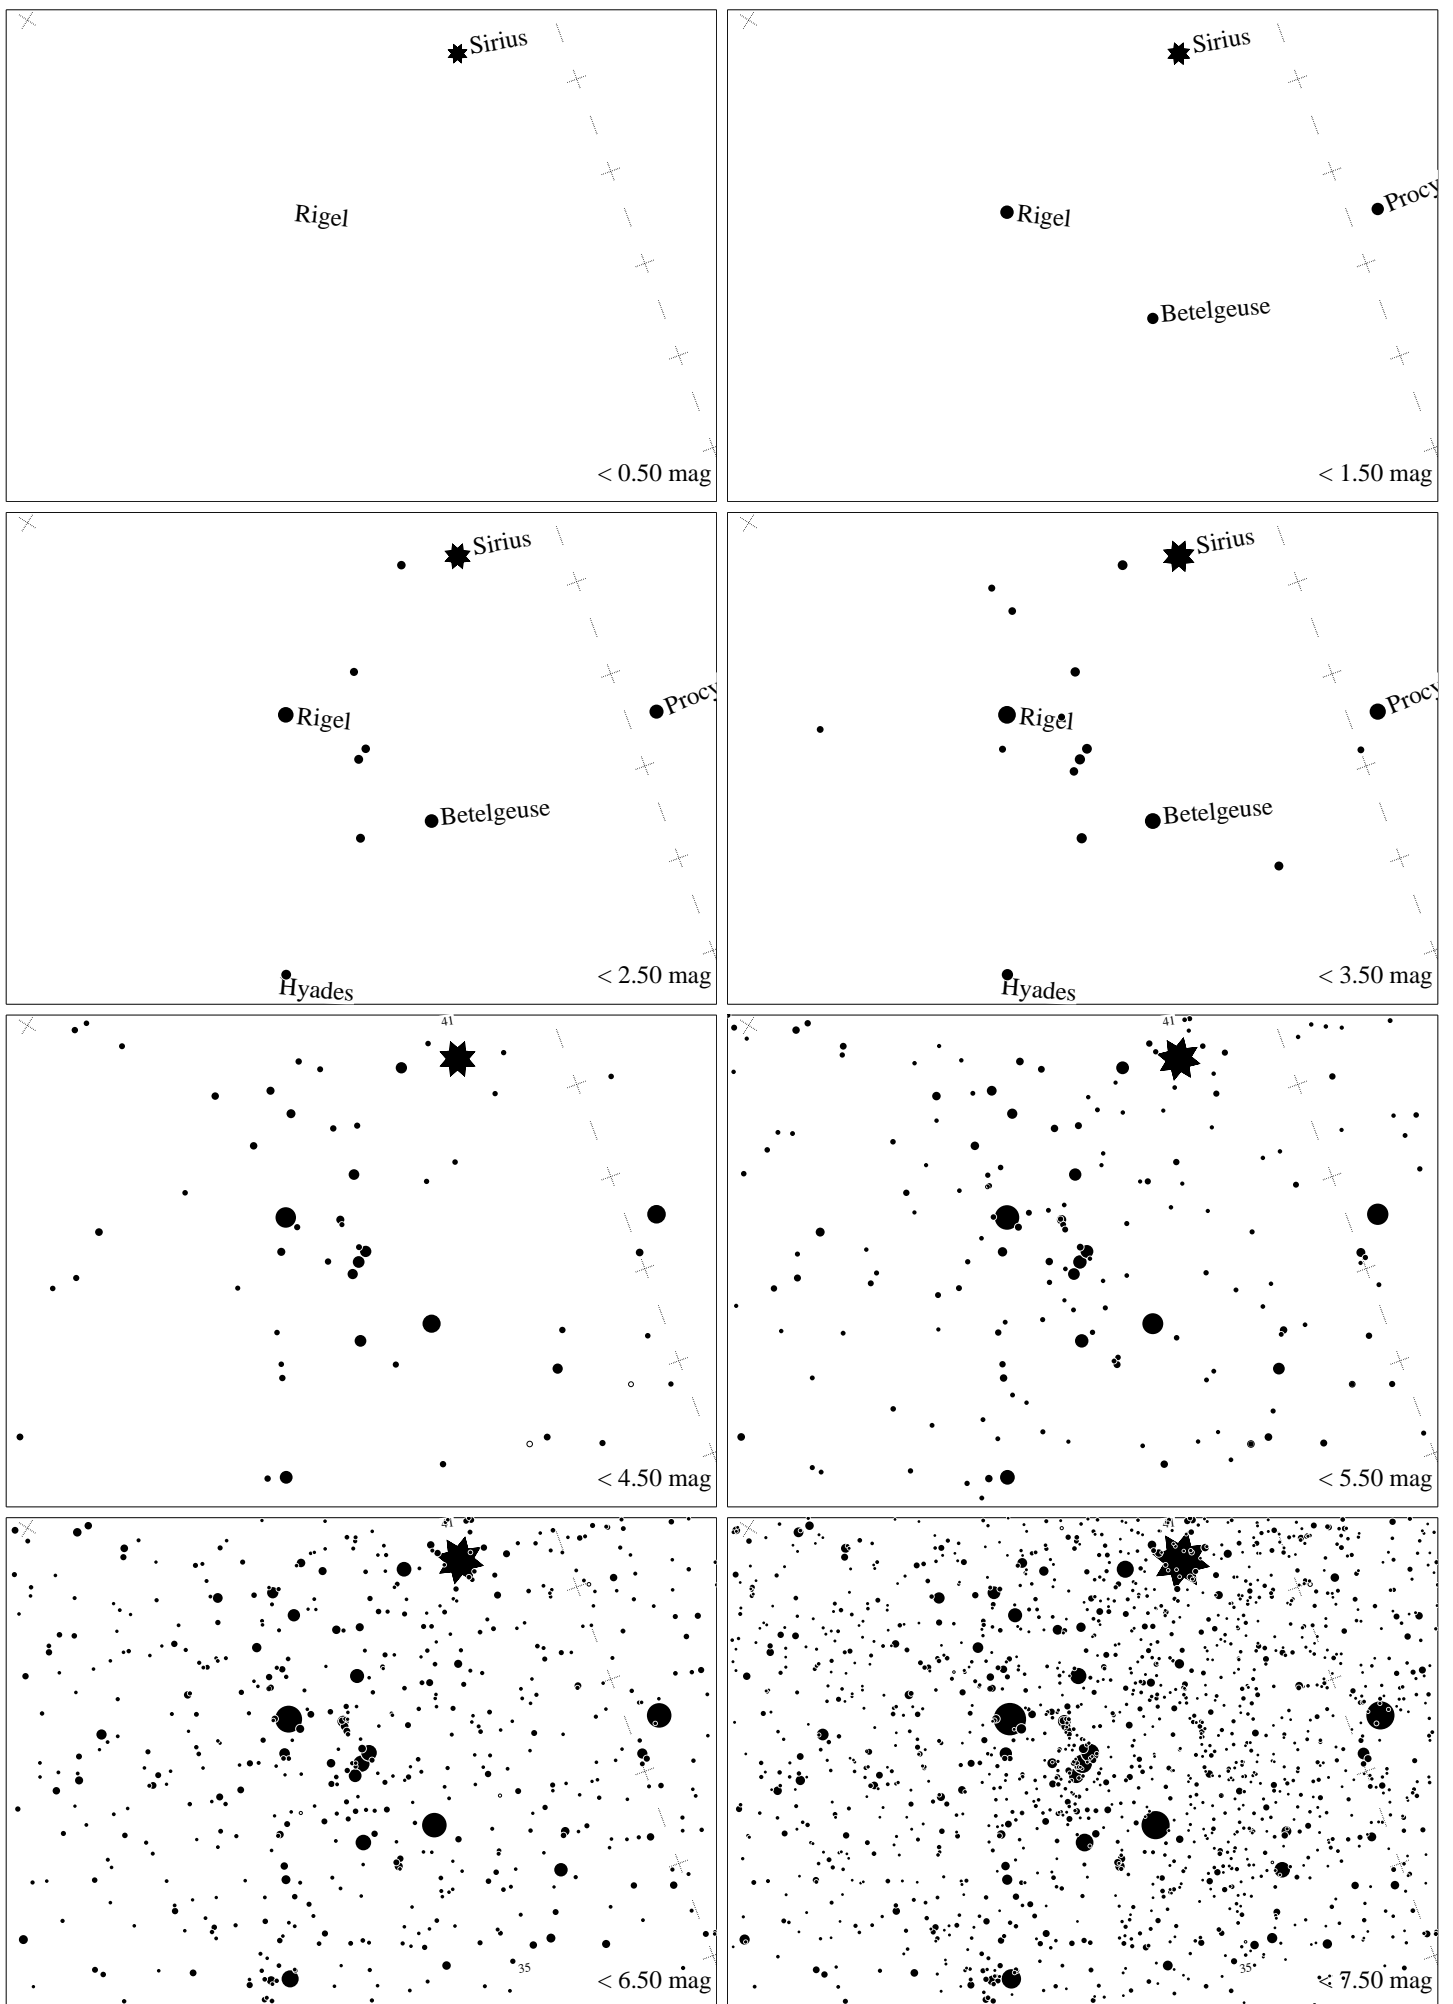 Sirius
Rigel
< 0.50 mag
Sirius
Procy
Rigel
Betelgeuse
< 1.50 mag
Sirius
Procy
Rigel
Betelgeuse
Hyades
< 2.50 mag
Sirius
Procy
Rigel
Betelgeuse
Hyades
< 3.50 mag
41
< 4.50 mag
41
< 5.50 mag
41
35
< 6.50 mag
41
35
< 7.50 mag